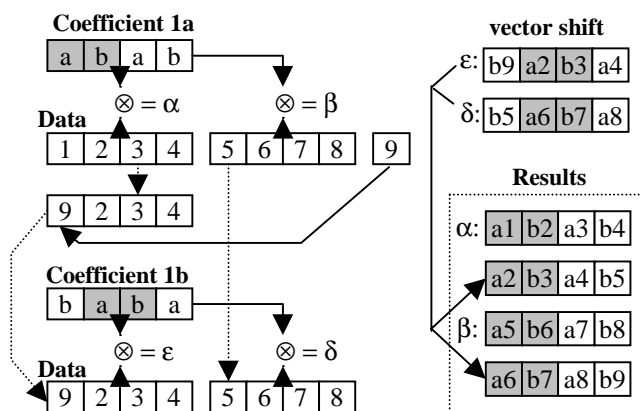 Coefficient 1a
a b a b
⊗ = α
⊗ = β
Data
1 2 3 4
5 6 7 8
9
9 2 3 4
Coefficient 1b
b a b a
⊗ = ε
⊗ = δ
Data
9 2 3 4
5 6 7 8
vector shift
ε: b9 a2 b3 a4
δ: b5 a6 b7 a8
Results
α: a1 b2 a3 b4
a2 b3 a4 b5
β: a5 b6 a7 b8
a6 b7 a8 b9